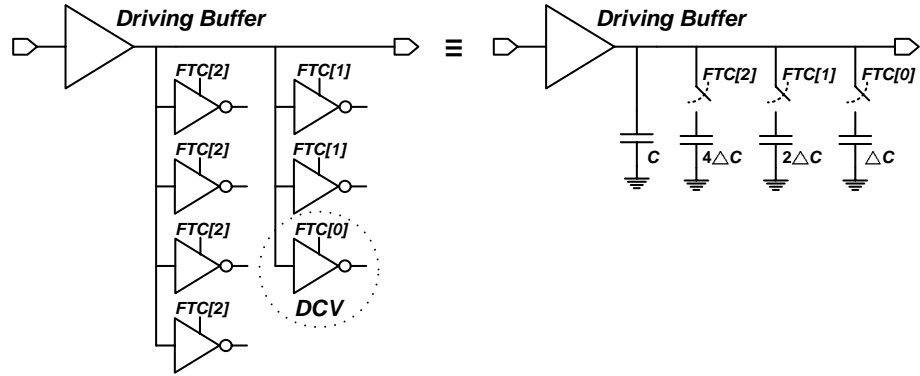 Driving Buffer
≡
Driving Buffer
FTC[2]
FTC[1]
FTC[2]
FTC[1]
FTC[2]
FTC[0]
FTC[2]
DCV
FTC[2]
FTC[1]
FTC[0]
C
4△C
2△C
△C